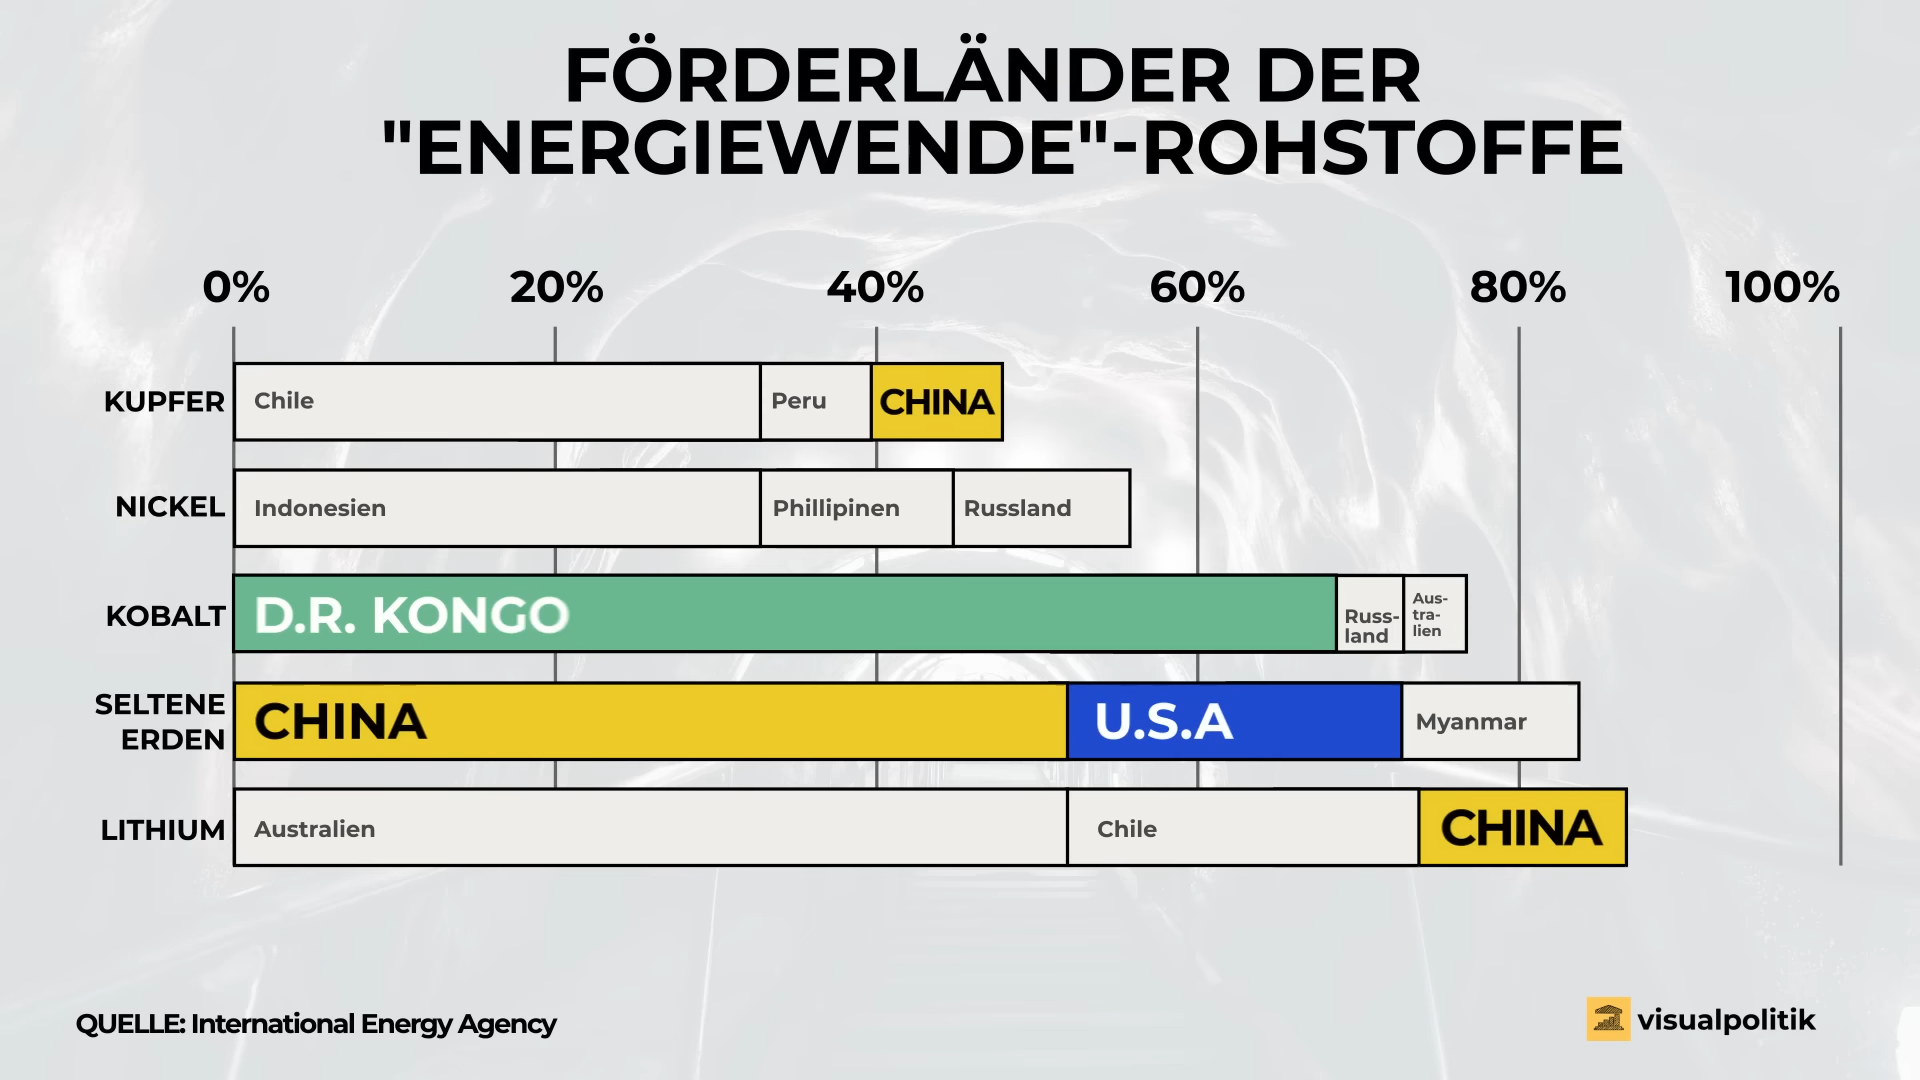 FÖRDERLÄNDER DER
"ENERGIEWENDE"-ROHSTOFFE
0% 20% 40% 60% 80% 100%
KUPFER Chile Peru CHINA
NICKEL Indonesien Phillipinen Russland
KOBALT D.R. KONGO Russ-
land Aus-
tra-
lien
SELTENE
ERDEN CHINA U.S.A Myanmar
LITHIUM Australien Chile CHINA
QUELLE: International Energy Agency
visualpolitik